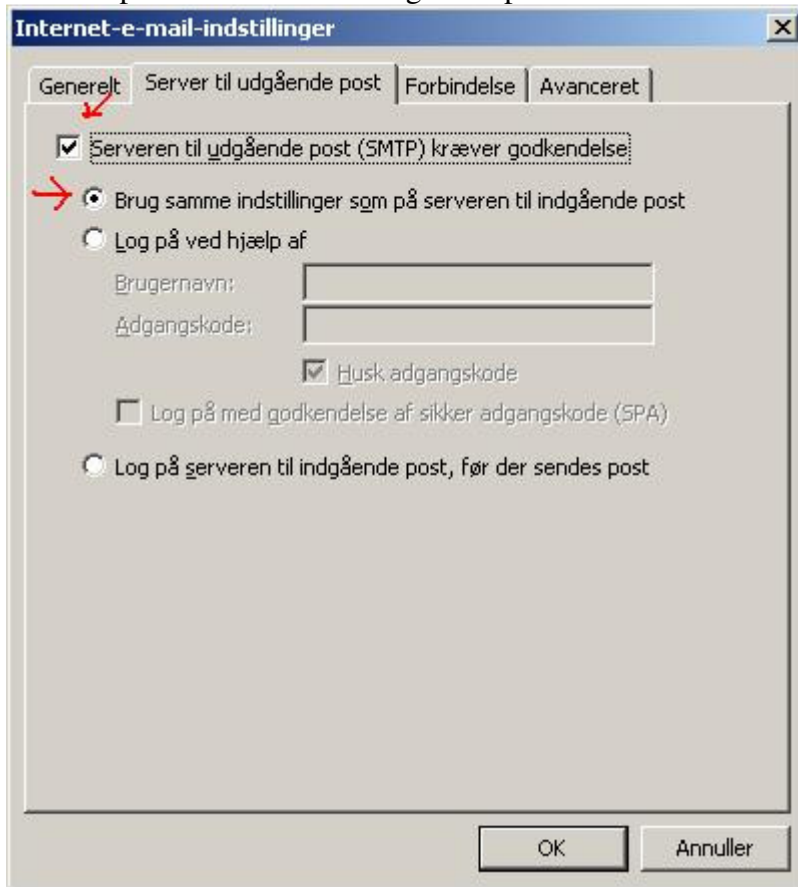 Internet-e-mail-indstillinger
Generelt
Server til udgående post
Forbindelse
Avanceret
Serveren til udgående post (SMTP) kræver godkendelse
Brug samme indstillinger som på serveren til indgående post
Log på ved hjælp af
Brugernavn:
Adgangskode:
Husk adgangskode
Log på med godkendelse af sikker adgangskode (SPA)
Log på serveren til indgående post, før der sendes post
OK
Annuller